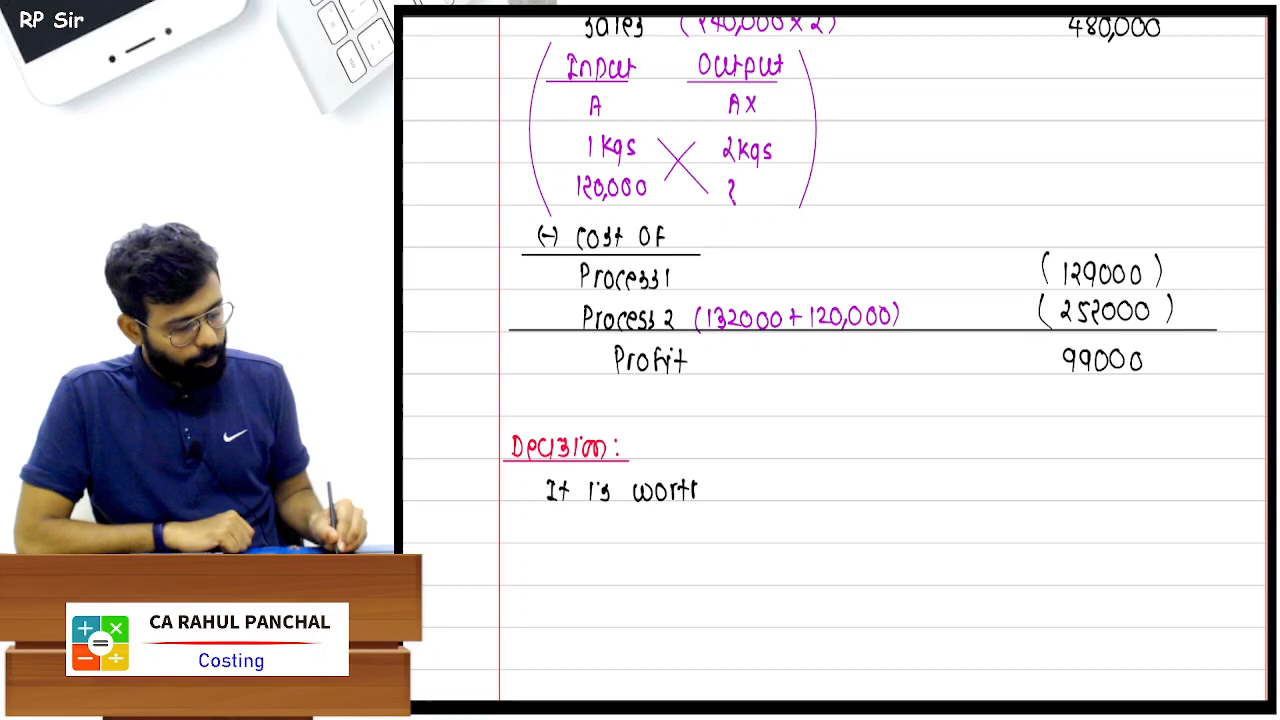 RP Sir
Sales (240,000 x 2) 480,000
Input Output
A AX
1 kgs 2 kgs
120,000 ?
(-) Cost OF
Process 1 (129000)
Process 2 (132000 + 120,000) (252000)
Profit 99000
Decision:
It is wort
+ x
=
- ÷
CA RAHUL PANCHAL
Costing